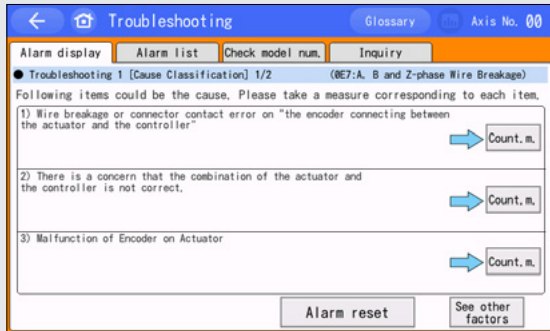 Troubleshooting
Glossary
Axis No. 00
Alarm display
Alarm list
Check model num.
Inquiry
● Troubleshooting 1 [Cause Classification] 1/2 (0E7:A, B and Z-phase Wire Breakage)
Following items could be the cause. Please take a measure corresponding to each item.
1) Wire breakage or connector contact error on "the encoder connecting between
the actuator and the controller"
Count.m.
2) There is a concern that the combination of the actuator and
the controller is not correct.
Count.m.
3) Malfunction of Encoder on Actuator
Count.m.
Alarm reset
See other
factors